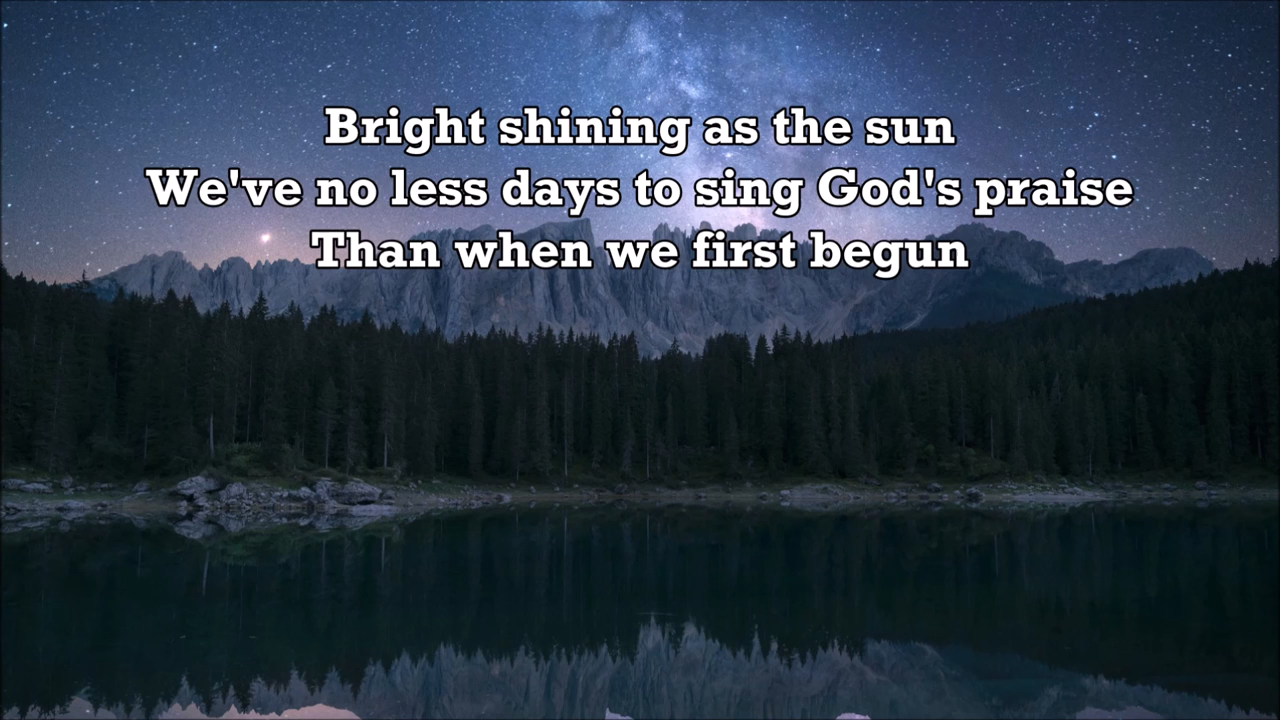 Bright shining as the sun
We've no less days to sing God's praise
Than when we first begun